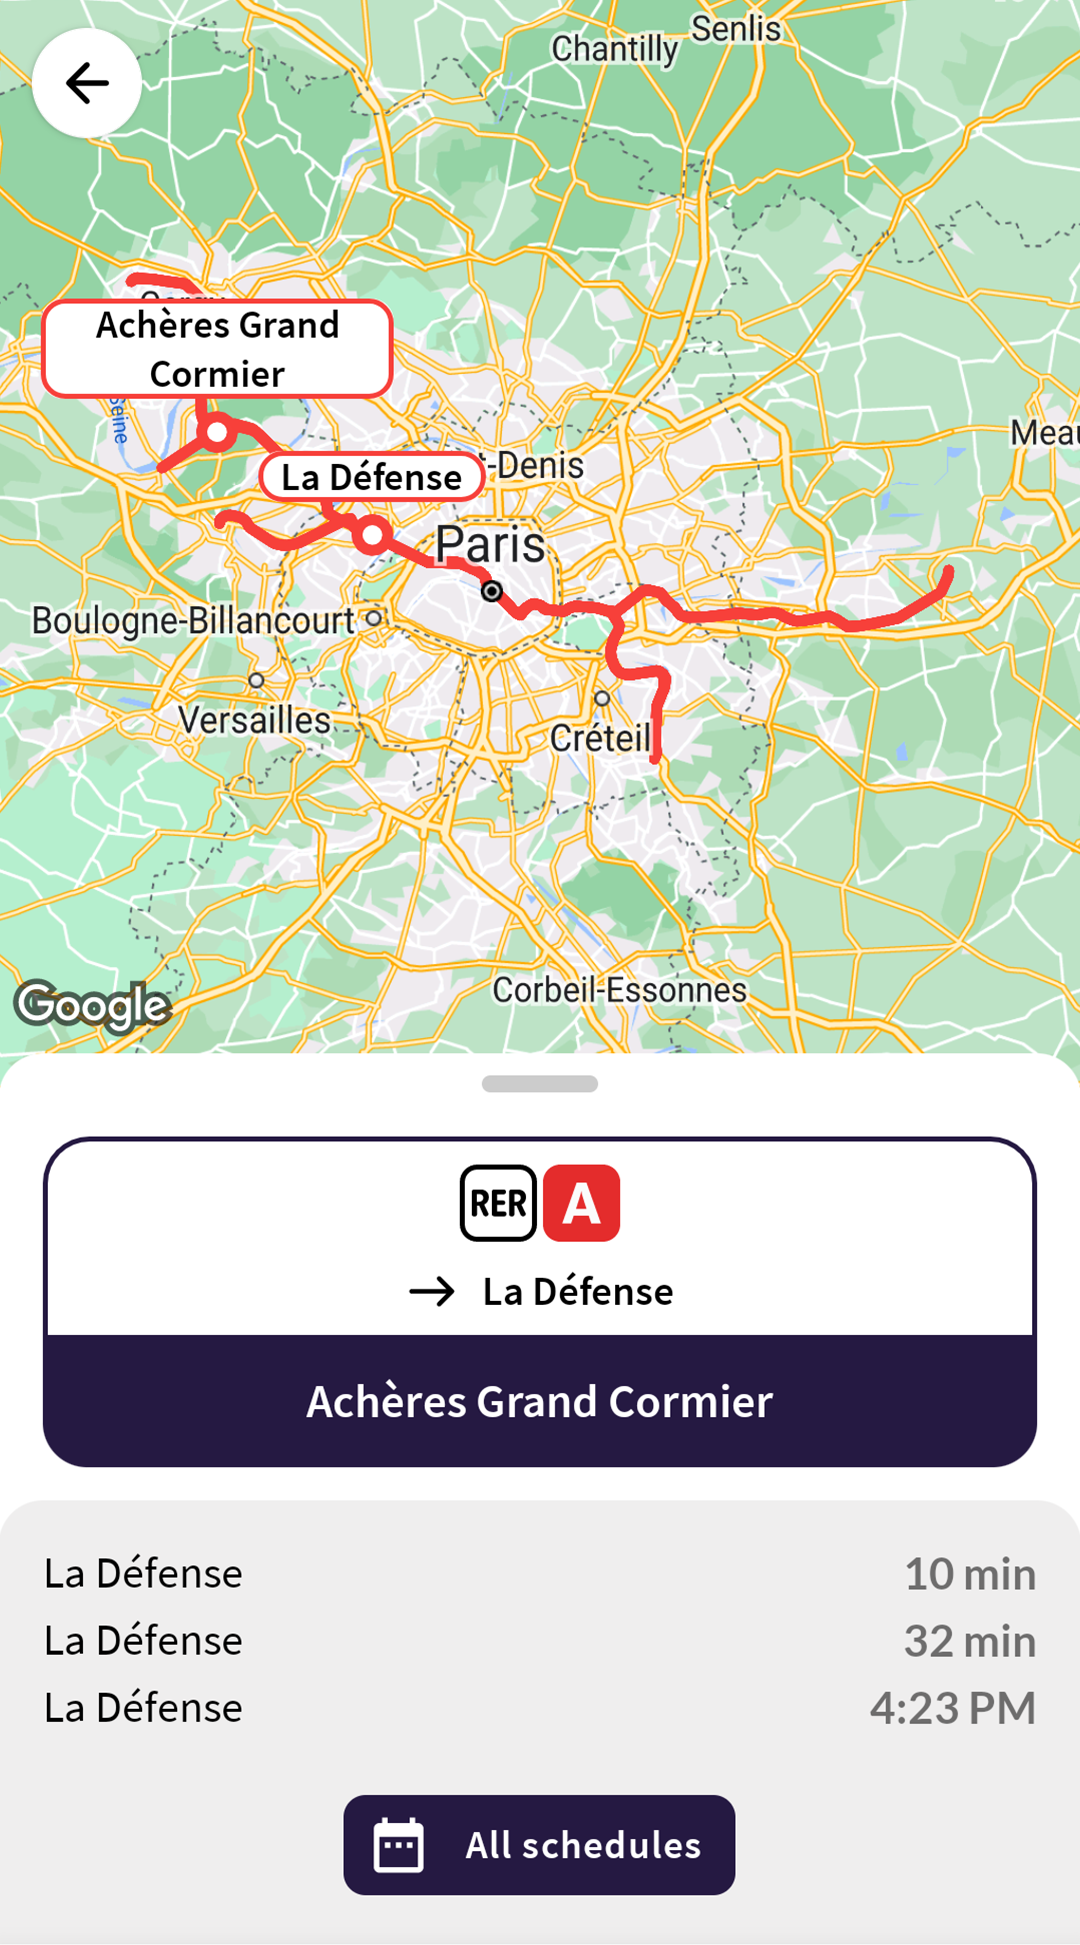 Senlis
Chantilly
Achères Grand
Cormier
Seine
Meau
La Défense
t-Denis
Paris
Boulogne-Billancourt
Versailles
Créteil
Corbeil-Essonnes
Google
RER A
→ La Défense
Achères Grand Cormier
La Défense 10 min
La Défense 32 min
La Défense 4:23 PM
All schedules